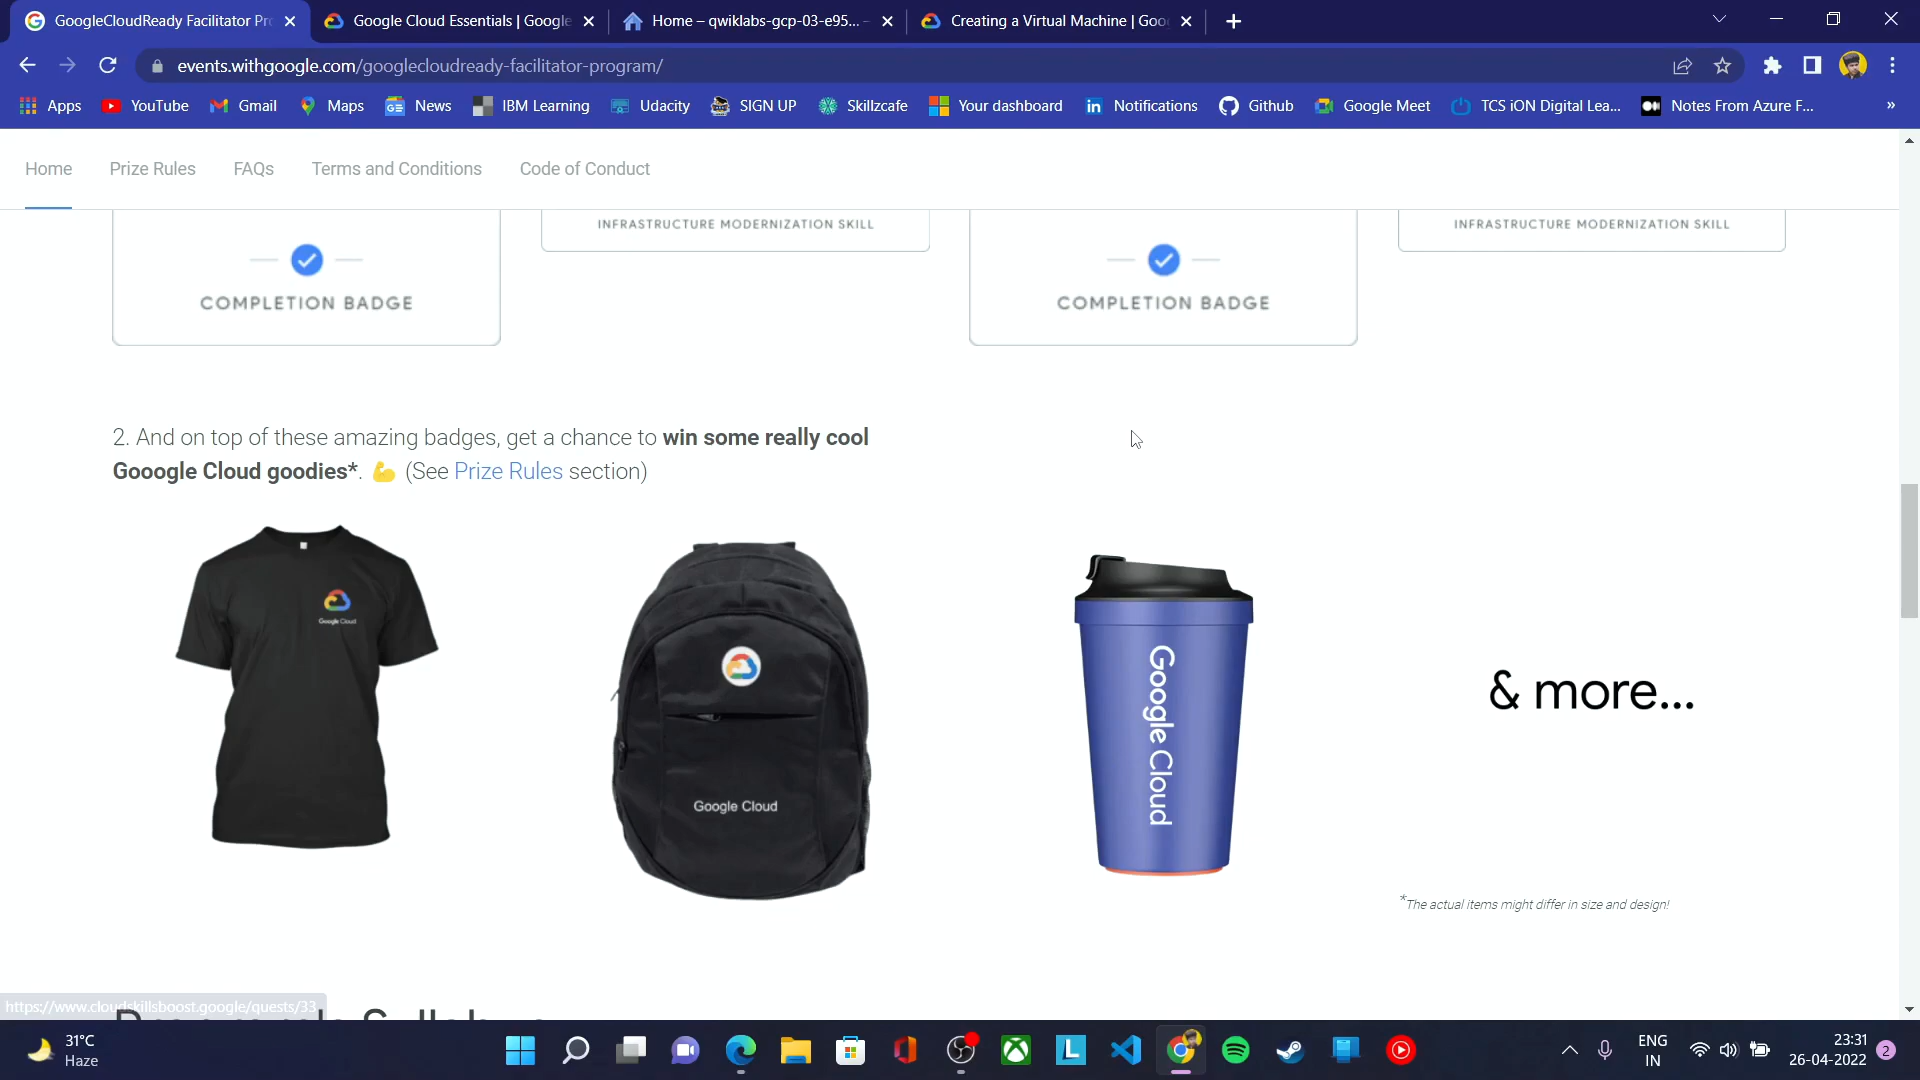 GoogleCloudReady Facilitator Pr
Google Cloud Essentials | Google
Home – qwiklabs-gcp-03-e95... –
Creating a Virtual Machine | Goo
events.withgoogle.com/googlecloudready-facilitator-program/
Apps
YouTube
Gmail
Maps
News
IBM Learning
Udacity
SIGN UP
Skillzcafe
Your dashboard
Notifications
Github
Google Meet
TCS iON Digital Lea...
Notes From Azure F...
»
Home
Prize Rules
FAQs
Terms and Conditions
Code of Conduct
INFRASTRUCTURE MODERNIZATION SKILL
INFRASTRUCTURE MODERNIZATION SKILL
COMPLETION BADGE
COMPLETION BADGE
2. And on top of these amazing badges, get a chance to win some really cool
Gooogle Cloud goodies*. 💪 (See Prize Rules section)
Google Cloud
Google Cloud
Google Cloud
& more...
*The actual items might differ in size and design!
https://www.cloudskillsboost.google/quests/33
31°C
Haze
ENG
IN
23:31
26-04-2022
2